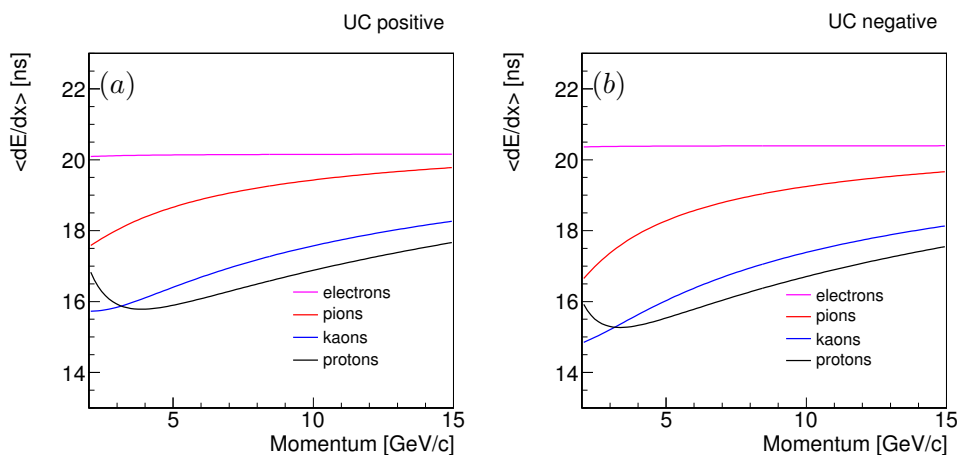 UC positive
(a)
<dE/dx> [ns]
22
20
18
16
14
electrons
pions
kaons
protons
5
10
15
Momentum [GeV/c]
UC negative
(b)
<dE/dx> [ns]
22
20
18
16
14
electrons
pions
kaons
protons
5
10
15
Momentum [GeV/c]